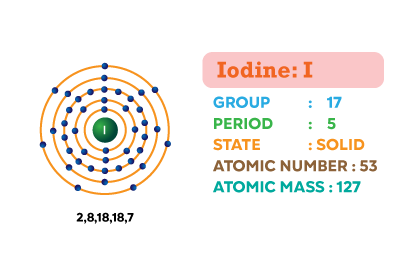 Iodine: I
GROUP : 17
PERIOD : 5
STATE : SOLID
ATOMIC NUMBER : 53
ATOMIC MASS : 127
I
2,8,18,18,7